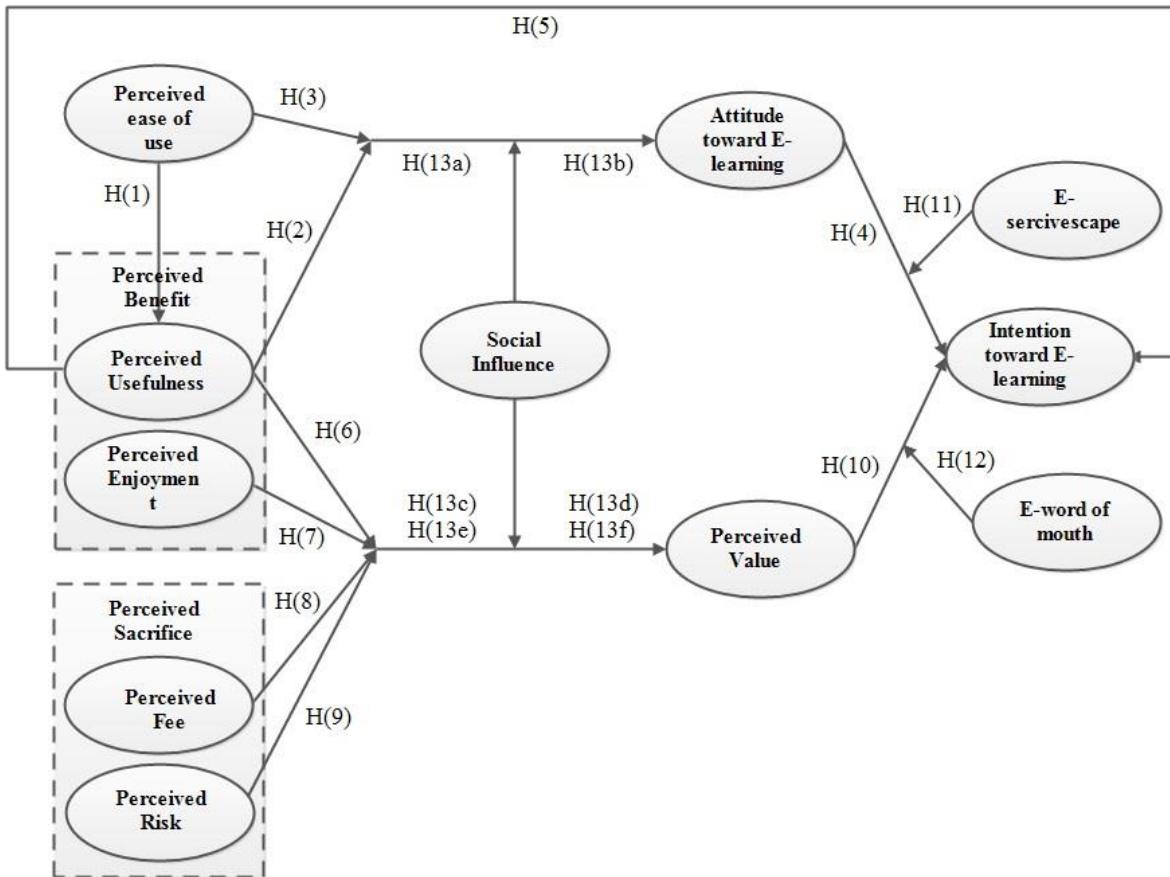 H(5)
Perceived
ease of
use
H(3)
H(13a)
H(13b)
Attitude
toward E-
learning
H(1)
H(2)
H(4)
H(11)
E-
sercivescape
Perceived
Benefit
Perceived
Usefulness
Social
Influence
Intention
toward E-
learning
Perceived
Enjoymen
t
H(6)
H(7)
H(13c)
H(13e)
H(13d)
H(13f)
Perceived
Value
H(10)
H(12)
E-word of
mouth
Perceived
Sacrifice
H(8)
Perceived
Fee
H(9)
Perceived
Risk